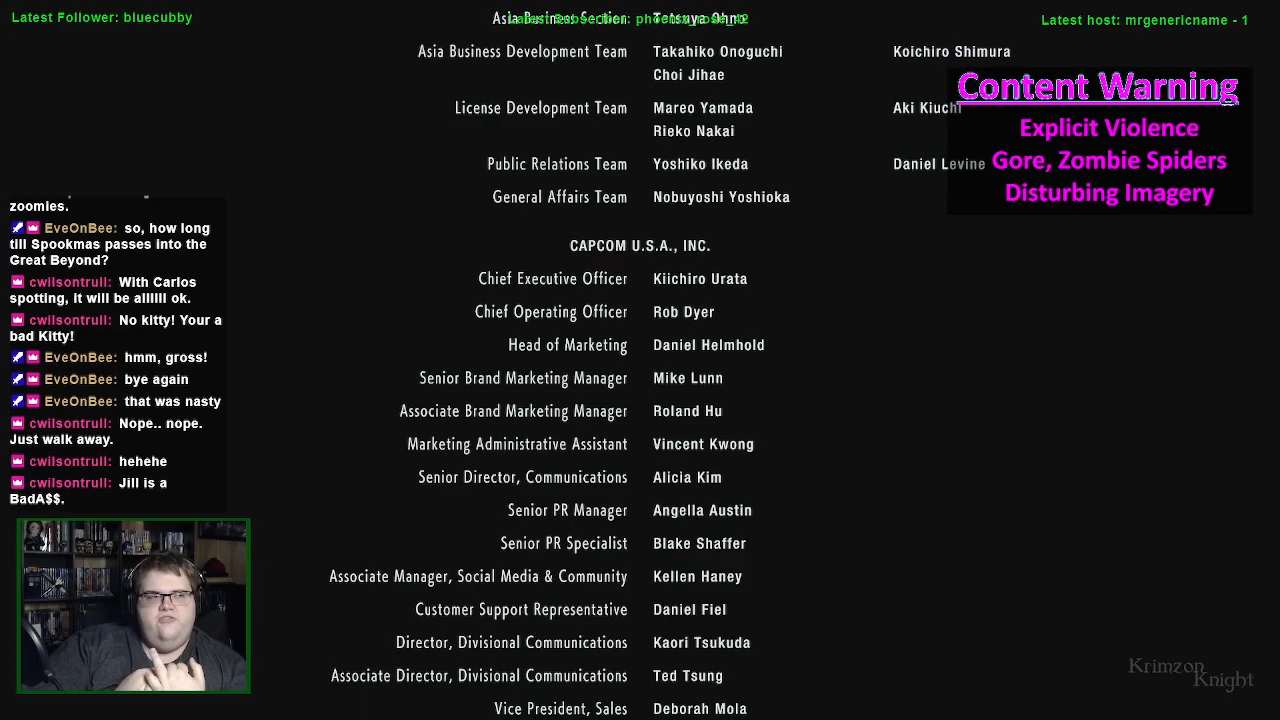 Latest Follower: bluecubby
Latest Subscriber: phoenix_rose_42
Latest host: mrgenericname - 1
Asia Business Section Tetsuya Ohno
Asia Business Development Team Takahiko Onoguchi Koichiro Shimura
Choi Jihae
License Development Team Mareo Yamada Aki Kiuchi
Rieko Nakai
Public Relations Team Yoshiko Ikeda Daniel Levine
General Affairs Team Nobuyoshi Yoshioka
Content Warning
Explicit Violence
Gore, Zombie Spiders
Disturbing Imagery
CAPCOM U.S.A., INC.
Chief Executive Officer Kiichiro Urata
Chief Operating Officer Rob Dyer
Head of Marketing Daniel Helmhold
Senior Brand Marketing Manager Mike Lunn
Associate Brand Marketing Manager Roland Hu
Marketing Administrative Assistant Vincent Kwong
Senior Director, Communications Alicia Kim
Senior PR Manager Angella Austin
Senior PR Specialist Blake Shaffer
Associate Manager, Social Media & Community Kellen Haney
Customer Support Representative Daniel Fiel
Director, Divisional Communications Kaori Tsukuda
Associate Director, Divisional Communications Ted Tsung
Vice President, Sales Deborah Mola
zoomies.
EveOnBee: so, how long
till Spookmas passes into the
Great Beyond?
cwilsontrull: With Carlos
spotting, it will be allllll ok.
cwilsontrull: No kitty! Your a
bad Kitty!
EveOnBee: hmm, gross!
EveOnBee: bye again
EveOnBee: that was nasty
cwilsontrull: Nope.. nope.
Just walk away.
cwilsontrull: hehehe
cwilsontrull: Jill is a
BadA$$.
Krimzon
Knight